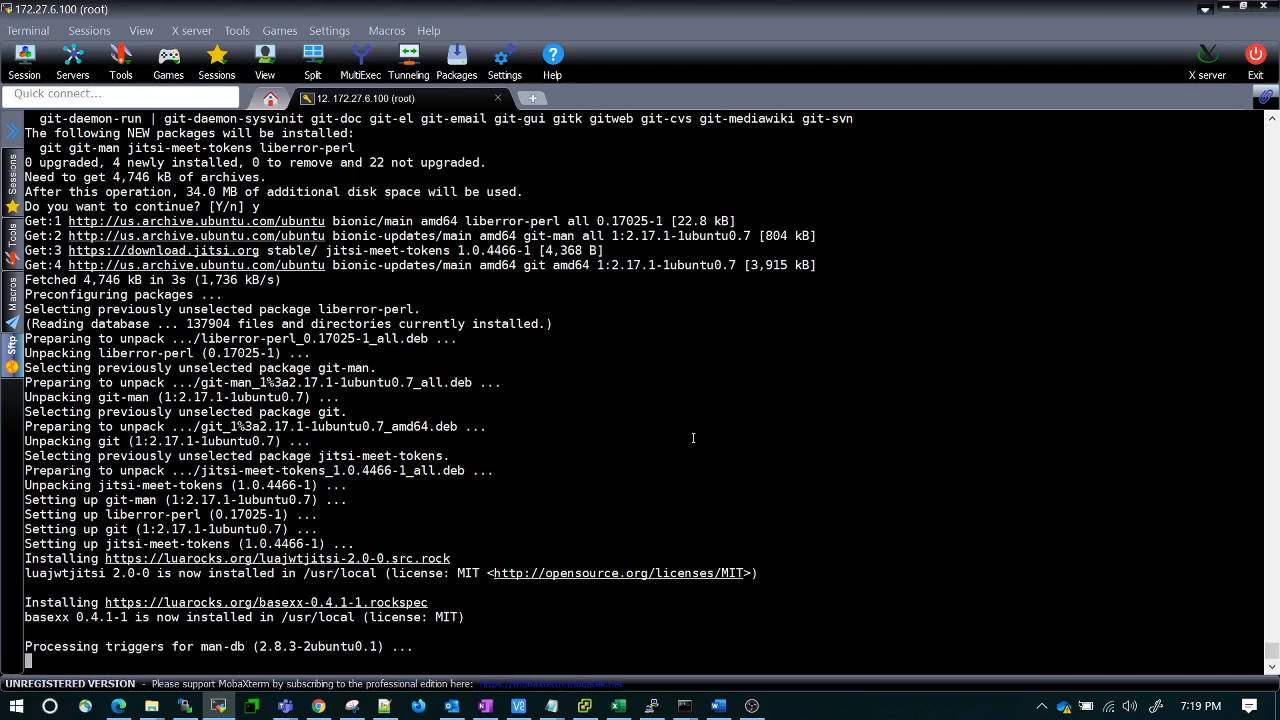 172.27.6.100 (root)
Terminal Sessions View X server Tools Games Settings Macros Help
Session Servers Tools Games Sessions View Split MultiExec Tunneling Packages Settings Help X server Exit
Quick connect...
12. 172.27.6.100 (root)
Sessions
Tools
Macros
Sftp
git-daemon-run | git-daemon-sysvinit git-doc git-el git-email git-gui gitk gitweb git-cvs git-mediawiki git-svn
The following NEW packages will be installed:
git git-man jitsi-meet-tokens liberror-perl
0 upgraded, 4 newly installed, 0 to remove and 22 not upgraded.
Need to get 4,746 kB of archives.
After this operation, 34.0 MB of additional disk space will be used.
Do you want to continue? [Y/n] y
Get:1 http://us.archive.ubuntu.com/ubuntu bionic/main amd64 liberror-perl all 0.17025-1 [22.8 kB]
Get:2 http://us.archive.ubuntu.com/ubuntu bionic-updates/main amd64 git-man all 1:2.17.1-1ubuntu0.7 [804 kB]
Get:3 https://download.jitsi.org stable/ jitsi-meet-tokens 1.0.4466-1 [4,368 B]
Get:4 http://us.archive.ubuntu.com/ubuntu bionic-updates/main amd64 git amd64 1:2.17.1-1ubuntu0.7 [3,915 kB]
Fetched 4,746 kB in 3s (1,736 kB/s)
Preconfiguring packages ...
Selecting previously unselected package liberror-perl.
(Reading database ... 137904 files and directories currently installed.)
Preparing to unpack .../liberror-perl_0.17025-1_all.deb ...
Unpacking liberror-perl (0.17025-1) ...
Selecting previously unselected package git-man.
Preparing to unpack .../git-man_1%3a2.17.1-1ubuntu0.7_all.deb ...
Unpacking git-man (1:2.17.1-1ubuntu0.7) ...
Selecting previously unselected package git.
Preparing to unpack .../git_1%3a2.17.1-1ubuntu0.7_amd64.deb ...
Unpacking git (1:2.17.1-1ubuntu0.7) ...
Selecting previously unselected package jitsi-meet-tokens.
Preparing to unpack .../jitsi-meet-tokens_1.0.4466-1_all.deb ...
Unpacking jitsi-meet-tokens (1.0.4466-1) ...
Setting up git-man (1:2.17.1-1ubuntu0.7) ...
Setting up liberror-perl (0.17025-1) ...
Setting up git (1:2.17.1-1ubuntu0.7) ...
Setting up jitsi-meet-tokens (1.0.4466-1) ...
Installing https://luarocks.org/luajwtjitsi-2.0-0.src.rock
luajwtjitsi 2.0-0 is now installed in /usr/local (license: MIT <http://opensource.org/licenses/MIT>)
Installing https://luarocks.org/basexx-0.4.1-1.rockspec
basexx 0.4.1-1 is now installed in /usr/local (license: MIT)
Processing triggers for man-db (2.8.3-2ubuntu0.1) ...
UNREGISTERED VERSION - Please support MobaXterm by subscribing to the professional edition here: https://mobaxterm.mobatek.net
7:19 PM